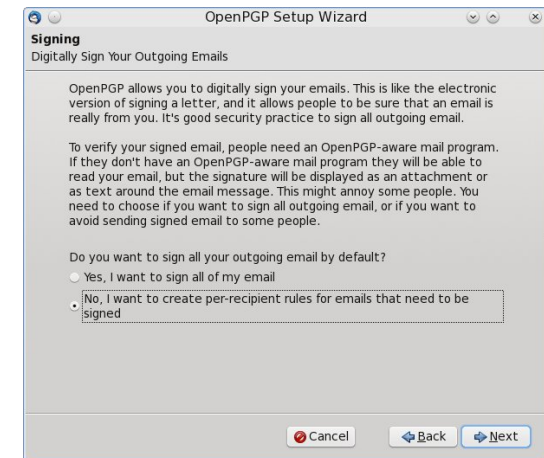 OpenPGP Setup Wizard
Signing
Digitally Sign Your Outgoing Emails
OpenPGP allows you to digitally sign your emails. This is like the electronic
version of signing a letter, and it allows people to be sure that an email is
really from you. It's good security practice to sign all outgoing email.
To verify your signed email, people need an OpenPGP-aware mail program.
If they don't have an OpenPGP-aware mail program they will be able to
read your email, but the signature will be displayed as an attachment or
as text around the email message. This might annoy some people. You
need to choose if you want to sign all outgoing email, or if you want to
avoid sending signed email to some people.
Do you want to sign all your outgoing email by default?
Yes, I want to sign all of my email
No, I want to create per-recipient rules for emails that need to be
signed
Cancel Back Next